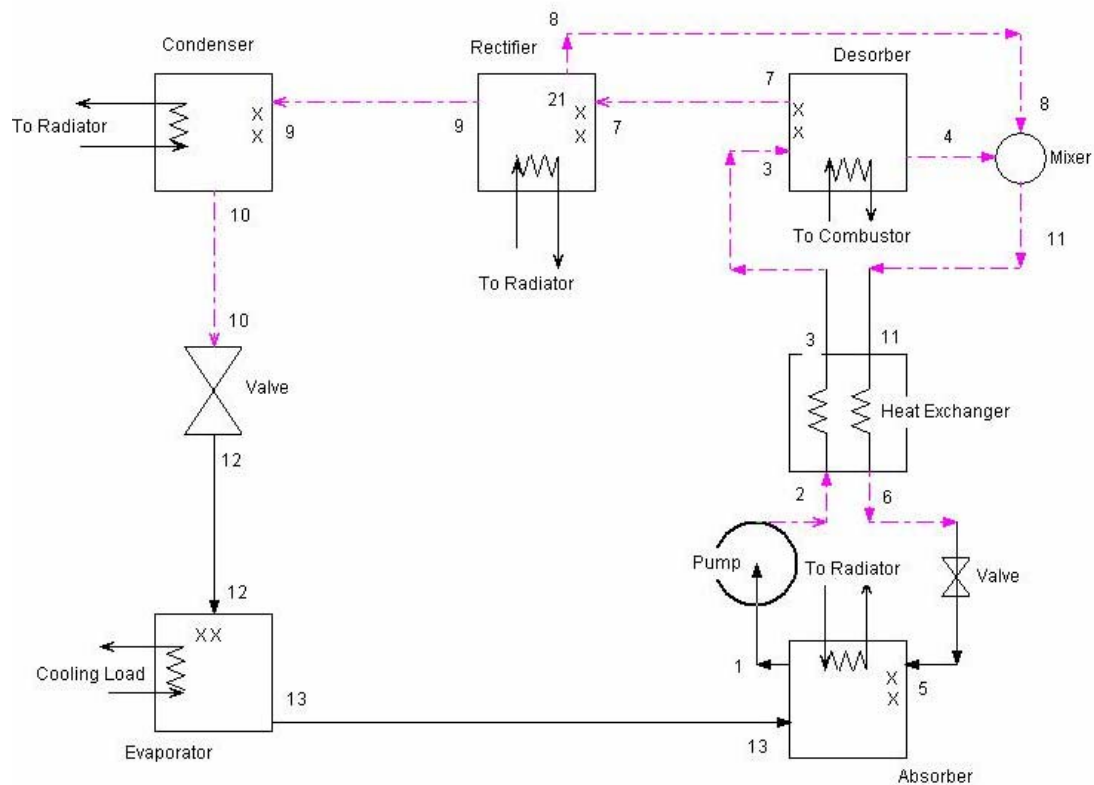 8
Condenser
Rectifier
Desorber
7
21
8
To Radiator
9
9
7
4
3
Mixer
10
To Combustor
11
To Radiator
10
3
11
Valve
Heat Exchanger
12
2
6
Pump
To Radiator
Valve
12
X X
X X
X X
X X
XX
Cooling Load
1
X X
5
13
13
Evaporator
Absorber